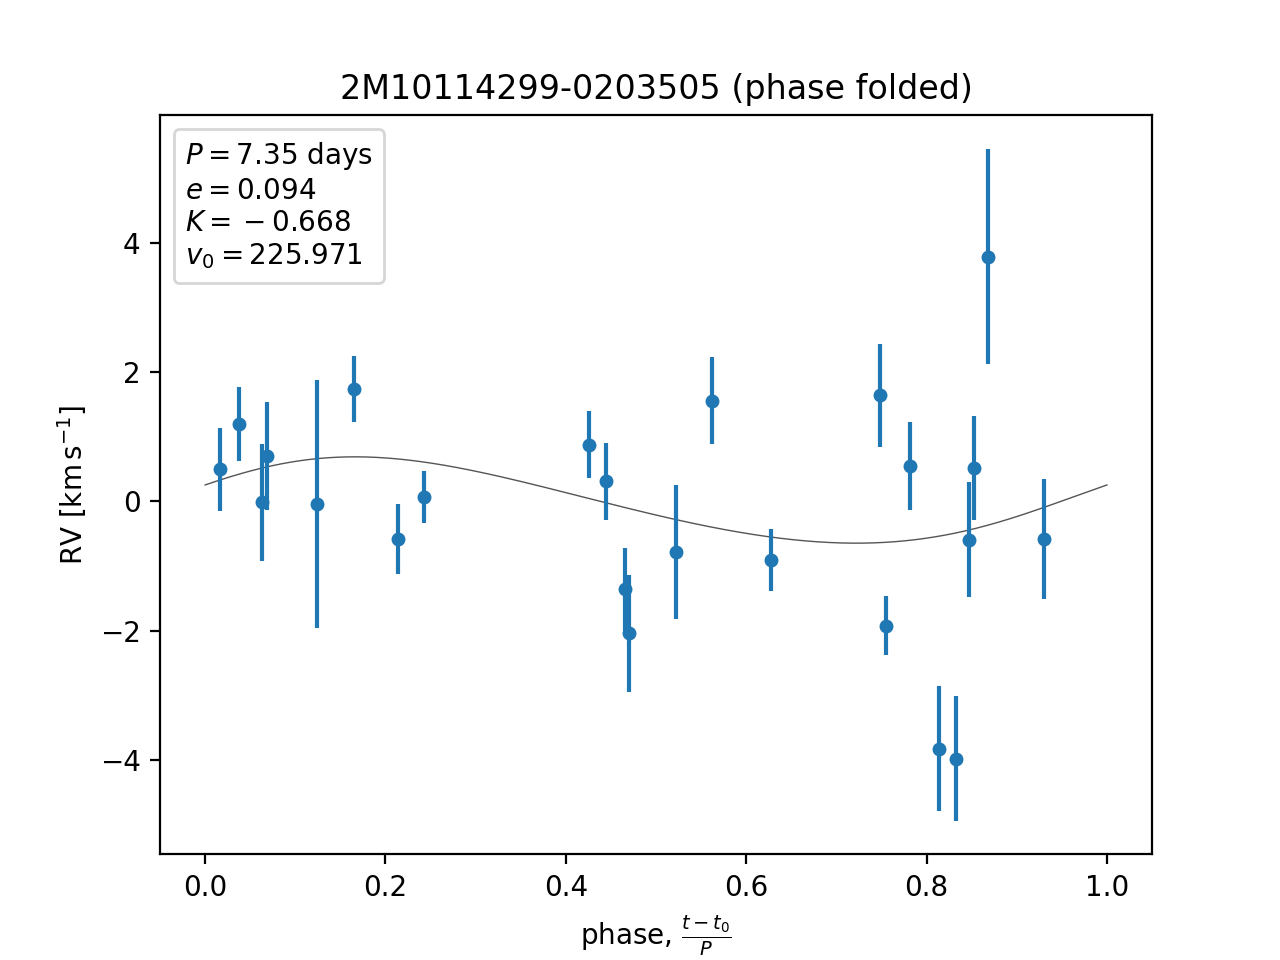 2M10114299-0203505 (phase folded)
P = 7.35 days
e = 0.094
K = −0.668
v₀ = 225.971
4
2
0
−2
−4
RV [km s⁻¹]
0.0 0.2 0.4 0.6 0.8 1.0
phase, (t − t₀)/P